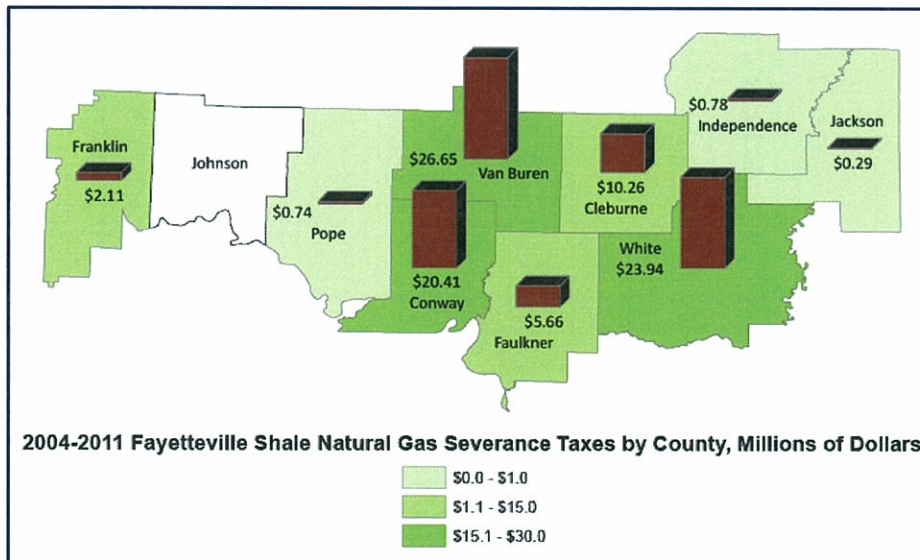 Franklin
$2.11
Johnson
$0.74
Pope
$26.65
Van Buren
$20.41
Conway
$10.26
Cleburne
$5.66
Faulkner
White
$23.94
$0.78
Independence
Jackson
$0.29
2004-2011 Fayetteville Shale Natural Gas Severance Taxes by County, Millions of Dollars
$0.0 - $1.0
$1.1 - $15.0
$15.1 - $30.0